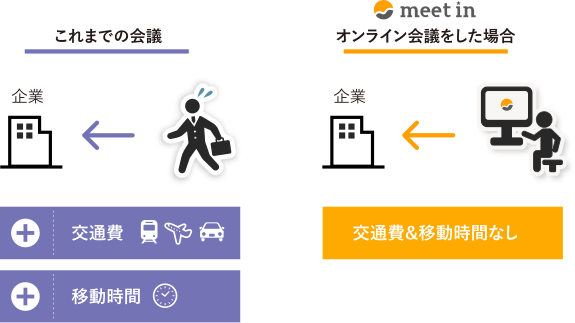 これまでの会議
企業
交通費
移動時間
meet in
オンライン会議をした場合
企業
交通費&移動時間なし